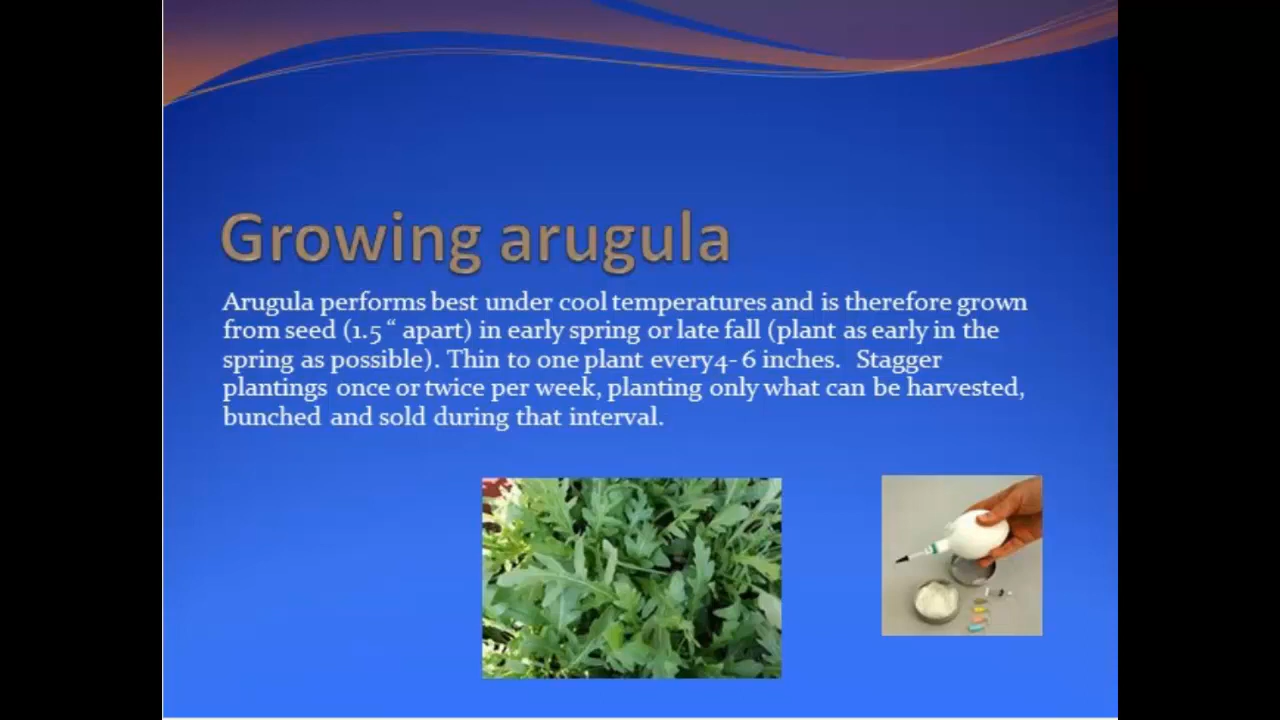 Growing arugula
Arugula performs best under cool temperatures and is therefore grown
from seed (1.5 “ apart) in early spring or late fall (plant as early in the
spring as possible). Thin to one plant every4- 6 inches.  Stagger
plantings once or twice per week, planting only what can be harvested,
bunched and sold during that interval.